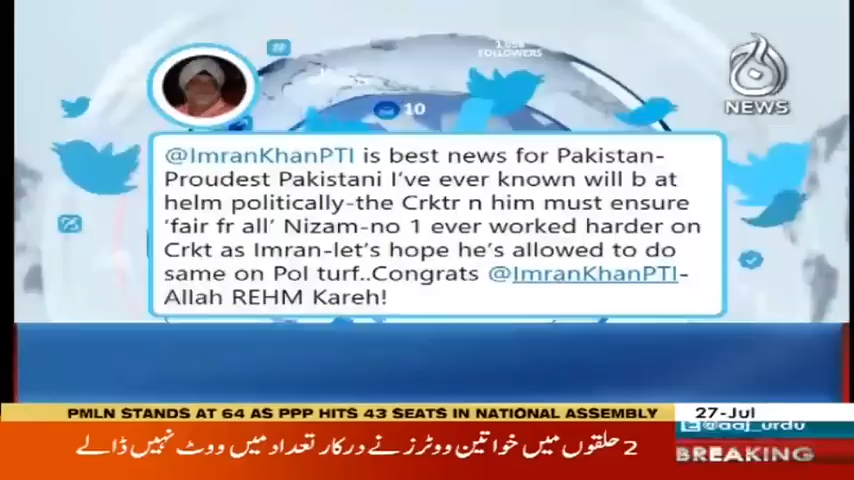 1,658
FOLLOWERS
#
10
NEWS
@ImranKhanPTI is best news for Pakistan-
Proudest Pakistani I've ever known will b at
helm politically-the Crktr n him must ensure
'fair fr all' Nizam-no 1 ever worked harder on
Crkt as Imran-let's hope he's allowed to do
same on Pol turf..Congrats @ImranKhanPTI-
Allah REHM Kareh!
PMLN STANDS AT 64 AS PPP HITS 43 SEATS IN NATIONAL ASSEMBLY
27-Jul
@aaj_urdu
2 حلقوں میں خواتین ووٹرز نے درکار تعداد میں ووٹ نہیں ڈالے
BREAKING